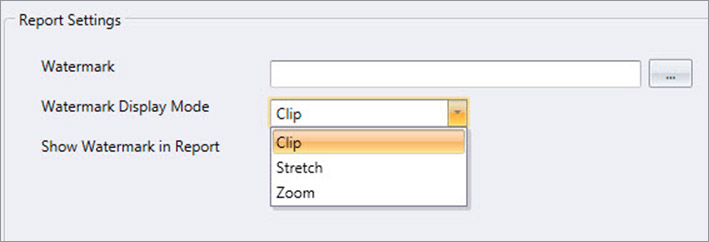 Report Settings
Watermark
...
Watermark Display Mode
Clip
Clip
Show Watermark in Report
Stretch
Zoom